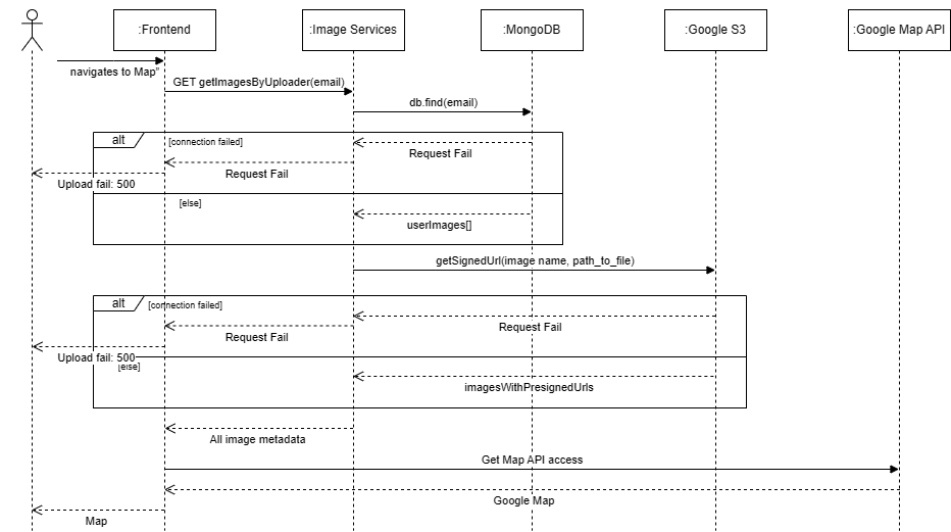 :Frontend
:Image Services
:MongoDB
:Google S3
:Google Map API
navigates to Map"
GET getImagesByUploader(email)
db.find(email)
alt
[connection failed]
Request Fail
Request Fail
Upload fail: 500
[else]
userImages[]
getSignedUrl(image name, path_to_file)
alt
[connection failed]
Request Fail
Request Fail
Upload fail: 500
[else]
imagesWithPresignedUrls
All image metadata
Get Map API access
Google Map
Map